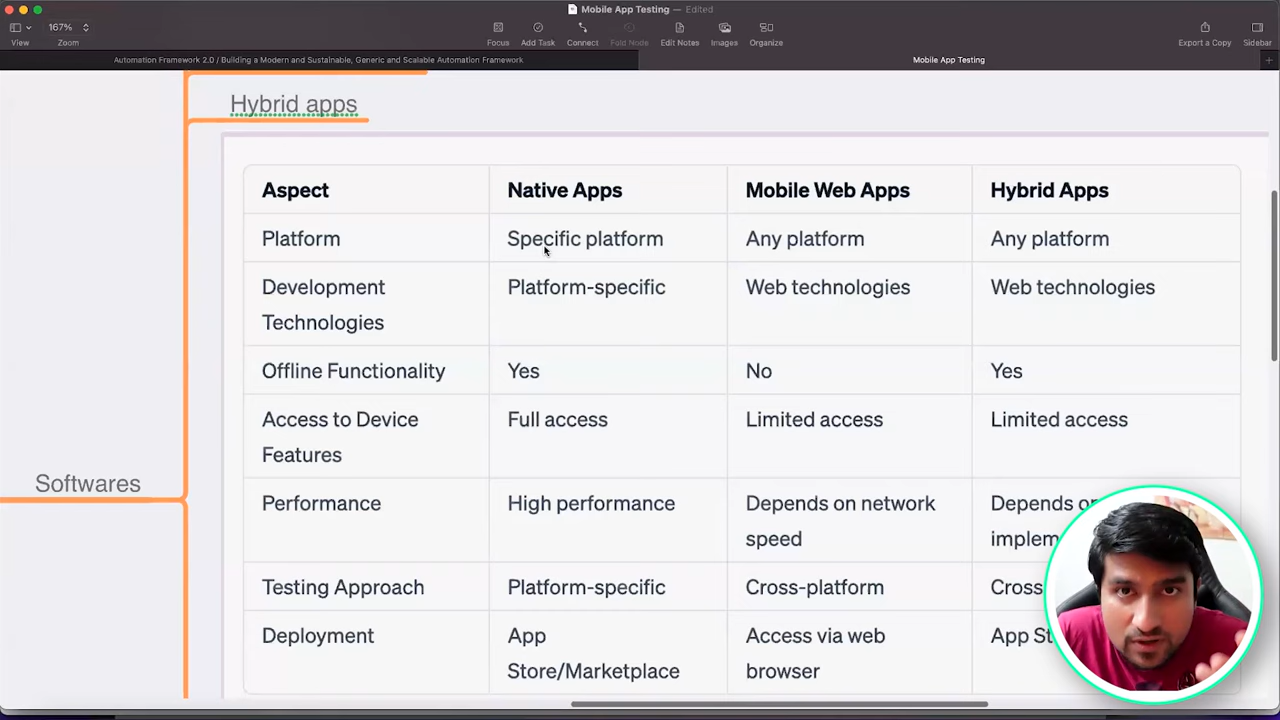 Mobile App Testing — Edited
167%
View
Zoom
Focus
Add Task
Connect
Fold Node
Edit Notes
Images
Organize
Export a Copy
Sidebar
Automation Framework 2.0 / Building a Modern and Sustainable, Generic and Scalable Automation Framework
Mobile App Testing
Hybrid apps
Aspect
Native Apps
Mobile Web Apps
Hybrid Apps
Platform
Specific platform
Any platform
Any platform
Development
Technologies
Platform-specific
Web technologies
Web technologies
Offline Functionality
Yes
No
Yes
Access to Device
Features
Full access
Limited access
Limited access
Softwares
Performance
High performance
Depends on network
speed
Depends
Testing Approach
Platform-specific
Cross-platform
Deployment
App
Store/Marketplace
Access via web
browser
App